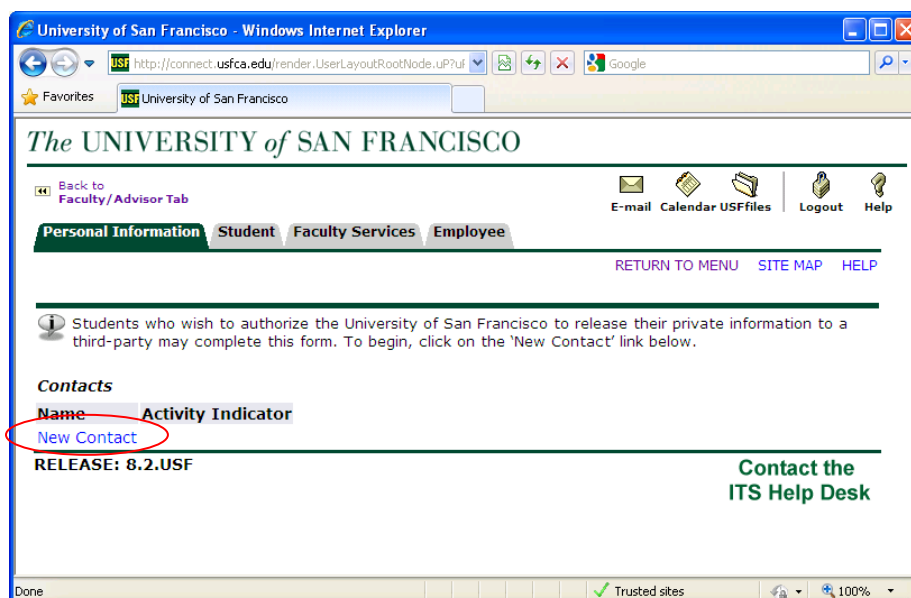 University of San Francisco - Windows Internet Explorer
USF http://connect.usfca.edu/render.UserLayoutRootNode.uP?uf
Google
Favorites
USF University of San Francisco
The UNIVERSITY of SAN FRANCISCO
Back to
Faculty/Advisor Tab
E-mail Calendar USFfiles Logout Help
Personal Information Student Faculty Services Employee
RETURN TO MENU SITE MAP HELP
Students who wish to authorize the University of San Francisco to release their private information to a
third-party may complete this form. To begin, click on the 'New Contact' link below.
Contacts
Name Activity Indicator
New Contact
RELEASE: 8.2.USF
Contact the
ITS Help Desk
Done
Trusted sites
100%